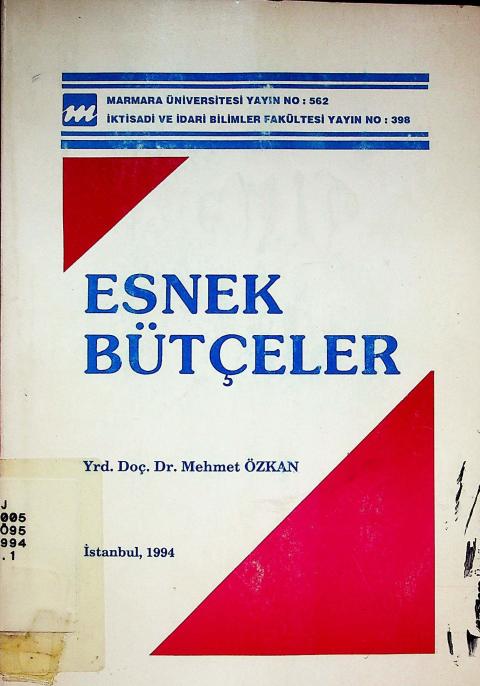 m
MARMARA ÜNİVERSİTESİ YAYIN NO : 562
İKTİSADİ VE İDARİ BİLİMLER FAKÜLTESİ YAYIN NO : 398
ESNEK
BÜTÇELER
Yrd. Doç. Dr. Mehmet ÖZKAN
J
005
Ö95
994
.1
İstanbul, 1994